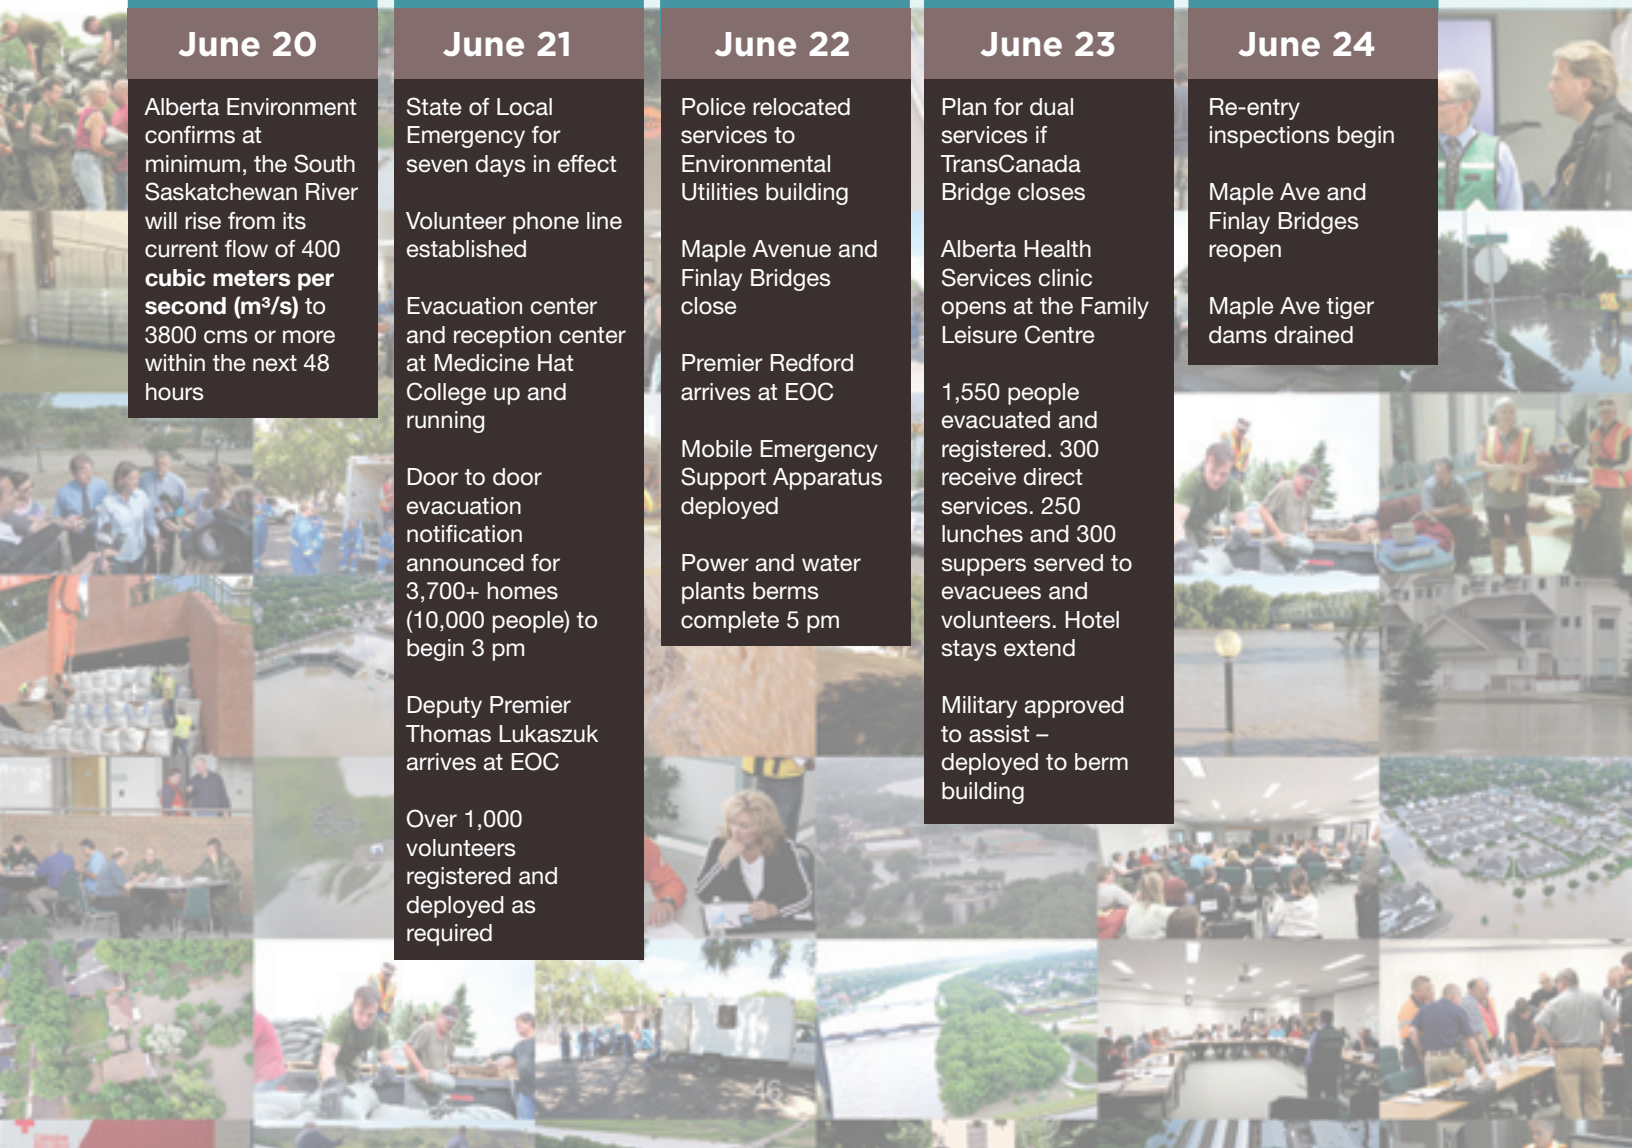 June 20
Alberta Environment
confirms at
minimum, the South
Saskatchewan River
will rise from its
current flow of 400
cubic meters per
second (m³/s) to
3800 cms or more
within the next 48
hours
June 21
State of Local
Emergency for
seven days in effect
Volunteer phone line
established
Evacuation center
and reception center
at Medicine Hat
College up and
running
Door to door
evacuation
notification
announced for
3,700+ homes
(10,000 people) to
begin 3 pm
Deputy Premier
Thomas Lukaszuk
arrives at EOC
Over 1,000
volunteers
registered and
deployed as
required
June 22
Police relocated
services to
Environmental
Utilities building
Maple Avenue and
Finlay Bridges
close
Premier Redford
arrives at EOC
Mobile Emergency
Support Apparatus
deployed
Power and water
plants berms
complete 5 pm
June 23
Plan for dual
services if
TransCanada
Bridge closes
Alberta Health
Services clinic
opens at the Family
Leisure Centre
1,550 people
evacuated and
registered. 300
receive direct
services. 250
lunches and 300
suppers served to
evacuees and
volunteers. Hotel
stays extend
Military approved
to assist –
deployed to berm
building
June 24
Re-entry
inspections begin
Maple Ave and
Finlay Bridges
reopen
Maple Ave tiger
dams drained
46